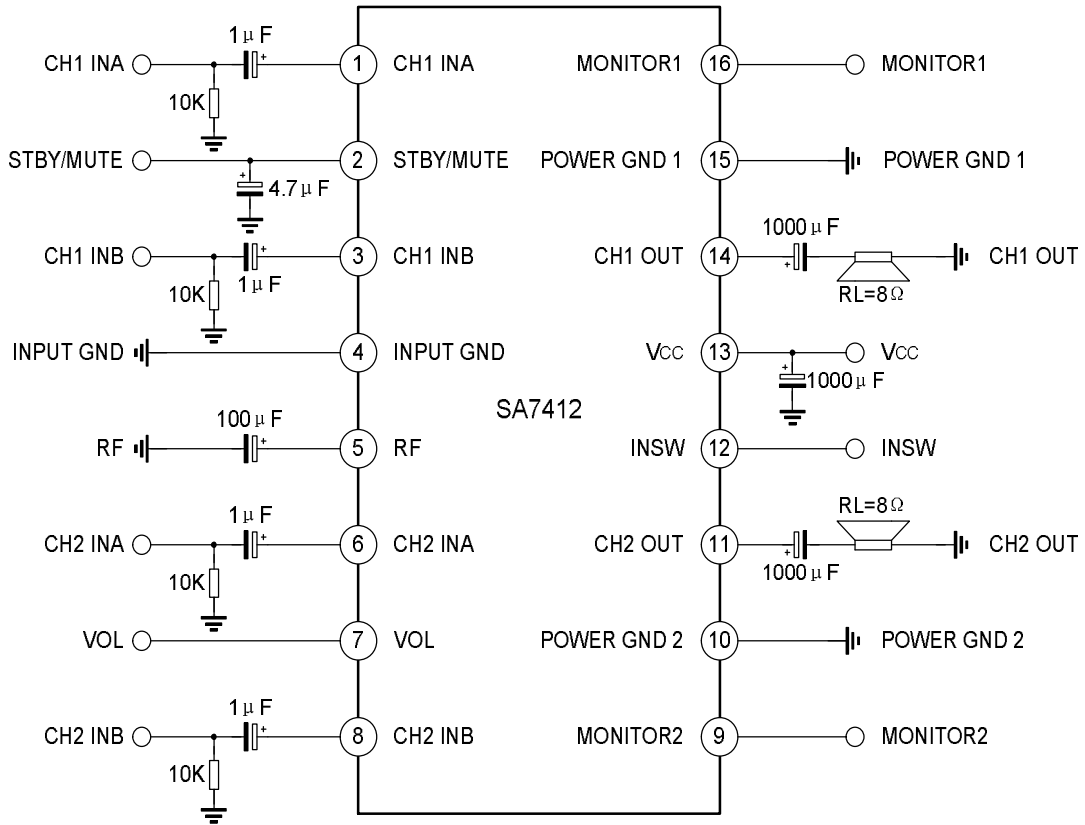 1μF
CH1 INA 1 CH1 INA MONITOR1 16 MONITOR1
10K
STBY/MUTE 2 STBY/MUTE POWER GND 1 15 POWER GND 1
4.7μF
1000μF
CH1 INB 3 CH1 INB CH1 OUT 14 CH1 OUT
1μF
10K RL=8Ω
INPUT GND 4 INPUT GND VCC 13 VCC
1000μF
SA7412
100μF
RF 5 RF INSW 12 INSW
RL=8Ω
1μF
CH2 INA 6 CH2 INA CH2 OUT 11 CH2 OUT
10K 1000μF
VOL 7 VOL POWER GND 2 10 POWER GND 2
1μF
CH2 INB 8 CH2 INB MONITOR2 9 MONITOR2
10K